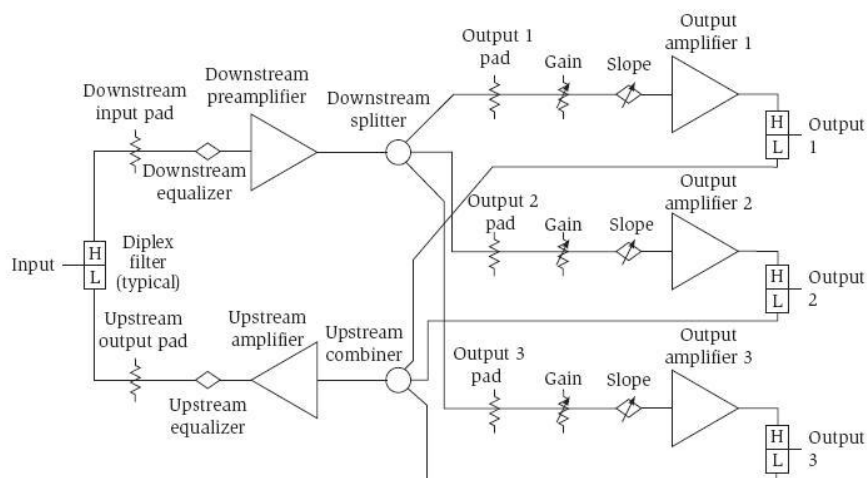 Output 1
pad
Gain
Slope
Output
amplifier 1
Downstream
input pad
Downstream
preamplifier
Downstream
splitter
H
L
Output
1
Downstream
equalizer
Output 2
pad
Gain
Slope
Output
amplifier 2
Input
H
L
Diplex
filter
(typical)
H
L
Output
2
Upstream
output pad
Upstream
amplifier
Upstream
combiner
Upstream
equalizer
Output 3
pad
Gain
Slope
Output
amplifier 3
H
L
Output
3